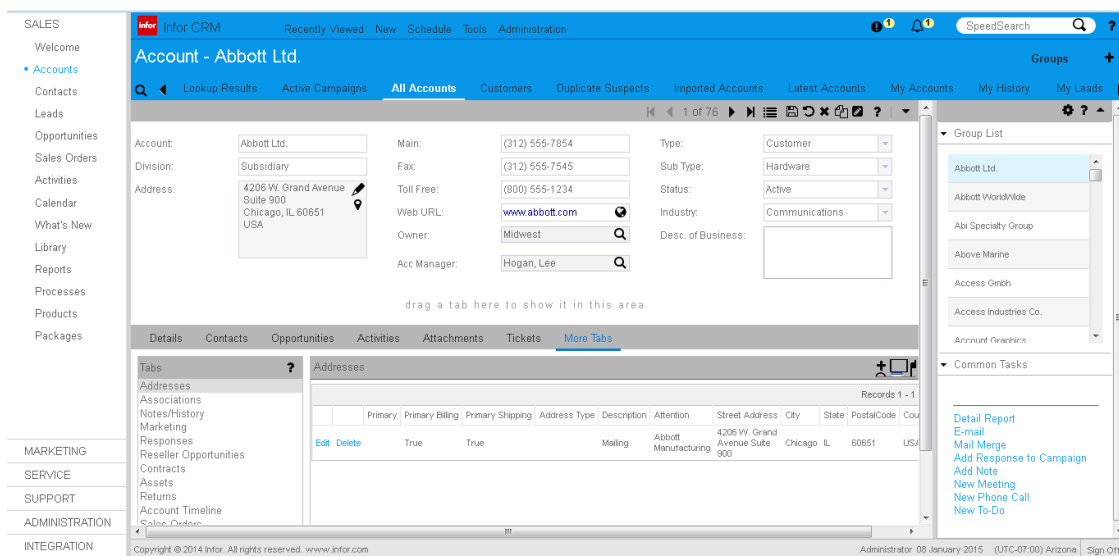 SALES
Welcome
• Accounts
Contacts
Leads
Opportunities
Sales Orders
Activities
Calendar
What's New
Library
Reports
Processes
Products
Packages
MARKETING
SERVICE
SUPPORT
ADMINISTRATION
INTEGRATION
infor Infor CRM Recently Viewed New Schedule Tools Administration 1 1 SpeedSearch ?
Account - Abbott Ltd. Groups +
Lookup Results Active Campaigns All Accounts Customers Duplicate Suspects Imported Accounts Latest Accounts My Accounts My History My Leads
1 of 76 ?
Account: Abbott Ltd. Main: (312) 555-7854 Type: Customer
Division: Subsidiary Fax: (312) 555-7545 Sub Type: Hardware
Address: 4206 W. Grand Avenue Toll Free: (800) 555-1234 Status: Active
Suite 900
Chicago, IL 60651 Web URL: www.abbott.com Industry: Communications
USA
Owner: Midwest Desc. of Business:
Acc Manager: Hogan, Lee
drag a tab here to show it in this area
Details Contacts Opportunities Activities Attachments Tickets More Tabs
Tabs ?
Addresses
Associations
Notes/History
Marketing
Responses
Reseller Opportunities
Contracts
Assets
Returns
Account Timeline
Sales Orders
Addresses
Records 1 - 1
Primary Primary Billing Primary Shipping Address Type Description Attention Street Address City State PostalCode Cou
Edit Delete True True Mailing Abbott Manufacturing 4206 W. Grand Avenue Suite 900 Chicago IL 60651 USA
?
Group List
Abbott Ltd.
Abbott WorldWide
Abi Specialty Group
Above Marine
Access Gmbh
Access Industries Co.
Account Graphics
Common Tasks
Detail Report
E-mail
Mail Merge
Add Response to Campaign
Add Note
New Meeting
New Phone Call
New To-Do
Copyright © 2014 Infor. All rights reserved. www.infor.com Administrator 08 January 2015 (UTC-07:00) Arizona Sign Off